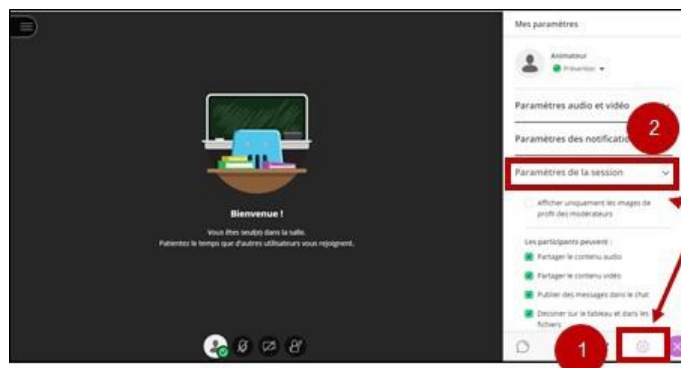 Mes paramètres
Animateur
Paramètres audio et vidéo
2
Paramètres des notificati
Paramètres de la session
Afficher uniquement les images de
profil des modérateurs
Les participants peuvent :
Partager le contenu audio
Partager le contenu vidéo
Publier des messages dans le chat
Dessiner sur le tableau et dans les
fichiers
Bienvenue !
Vous êtes seul(e) dans la salle.
Patientez le temps que d'autres utilisateurs vous rejoignent.
1